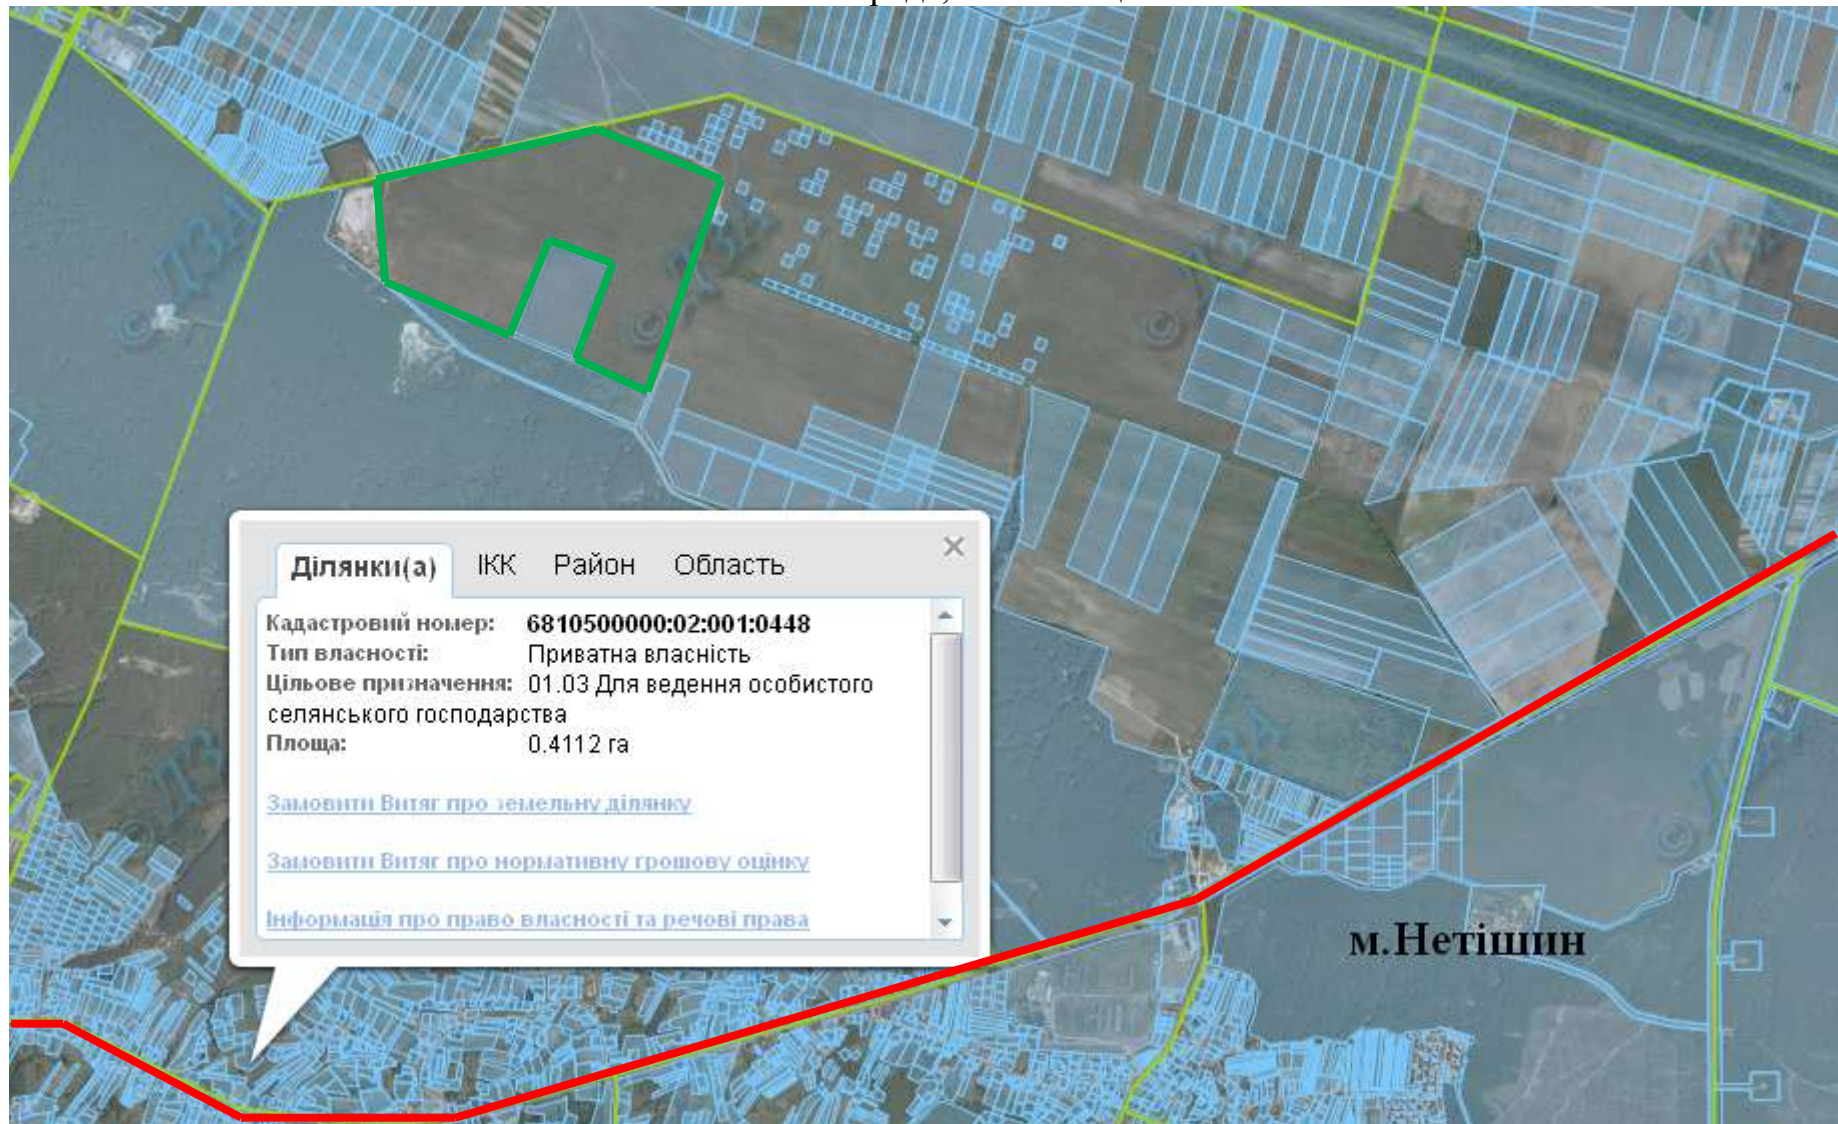 Ділянки(а) ІКК Район Область
Кадастровий номер: 6810500000:02:001:0448
Тип власності: Приватна власність
Цільове призначення: 01.03 Для ведення особистого
селянського господарства
Площа: 0.4112 га
Замовити Витяг про земельну ділянку
Замовити Витяг про нормативну грошову оцінку
Інформація про право власності та речові права
м.Нетішин